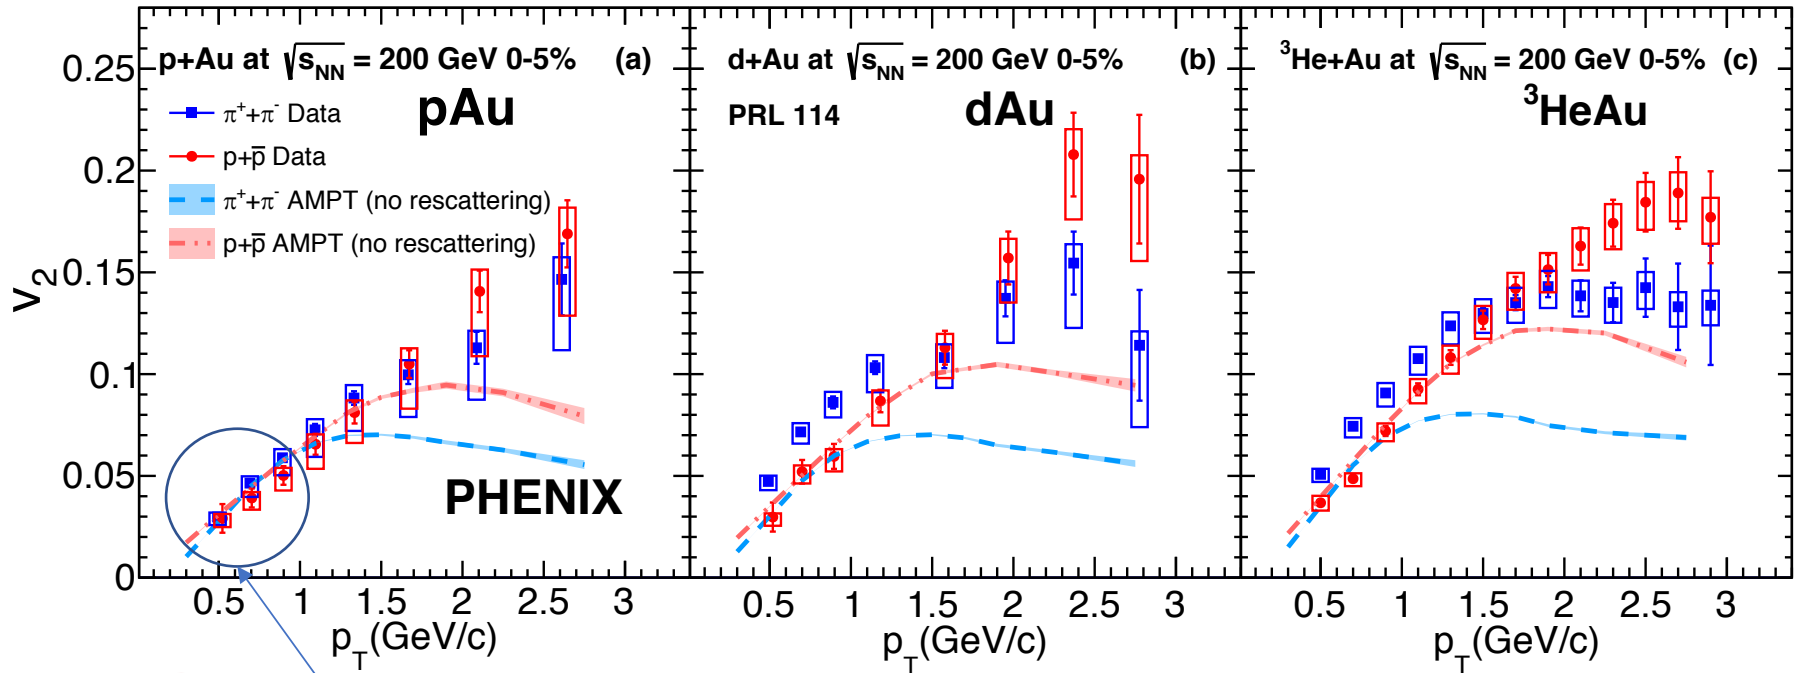 p+Au at √s_NN = 200 GeV 0-5% (a)
pAu
π⁺+π⁻ Data
p+p̅ Data
π⁺+π⁻ AMPT (no rescattering)
p+p̅ AMPT (no rescattering)
PHENIX
d+Au at √s_NN = 200 GeV 0-5% (b)
PRL 114
dAu
³He+Au at √s_NN = 200 GeV 0-5% (c)
³HeAu
v₂
0.25
0.2
0.15
0.1
0.05
0
0.5 1 1.5 2 2.5 3
0.5 1 1.5 2 2.5 3
0.5 1 1.5 2 2.5 3
p_T(GeV/c)
p_T(GeV/c)
p_T(GeV/c)